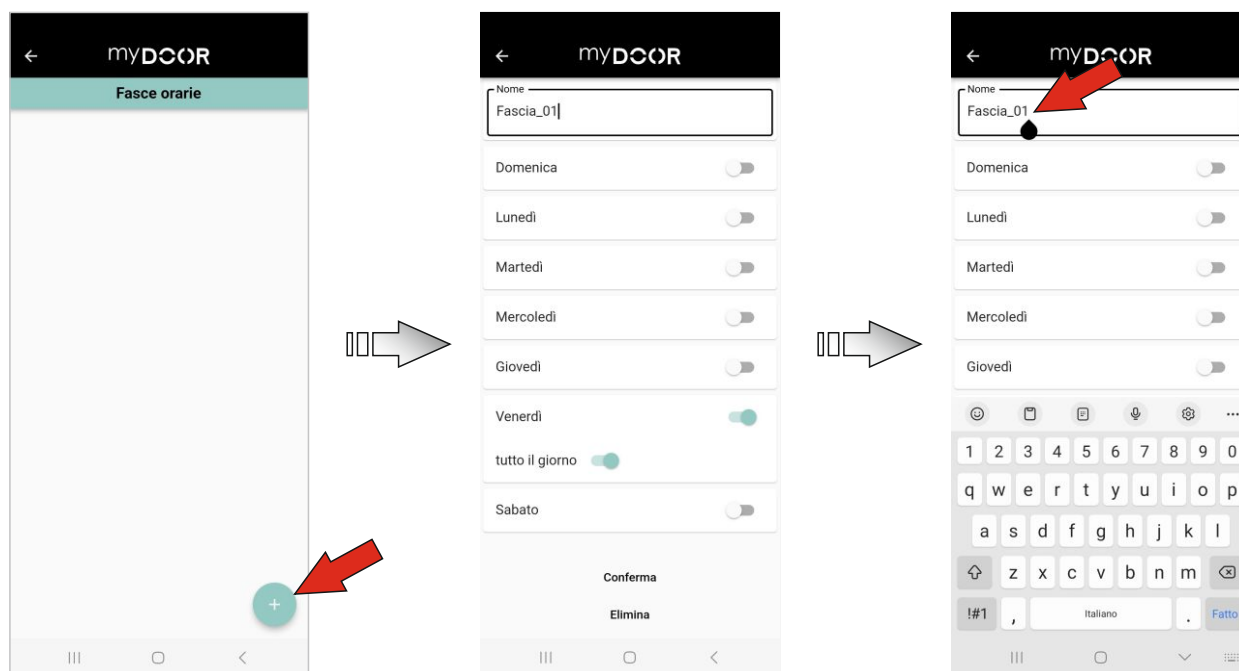 myDOOR
Fasce orarie
+
myDOOR
Nome
Fascia_01
Domenica
Lunedì
Martedì
Mercoledì
Giovedì
Venerdì
tutto il giorno
Sabato
Conferma
Elimina
myDOOR
Nome
Fascia_01
Domenica
Lunedì
Martedì
Mercoledì
Giovedì
1 2 3 4 5 6 7 8 9 0
q w e r t y u i o p
a s d f g h j k l
z x c v b n m
!#1 , Italiano . Fatto